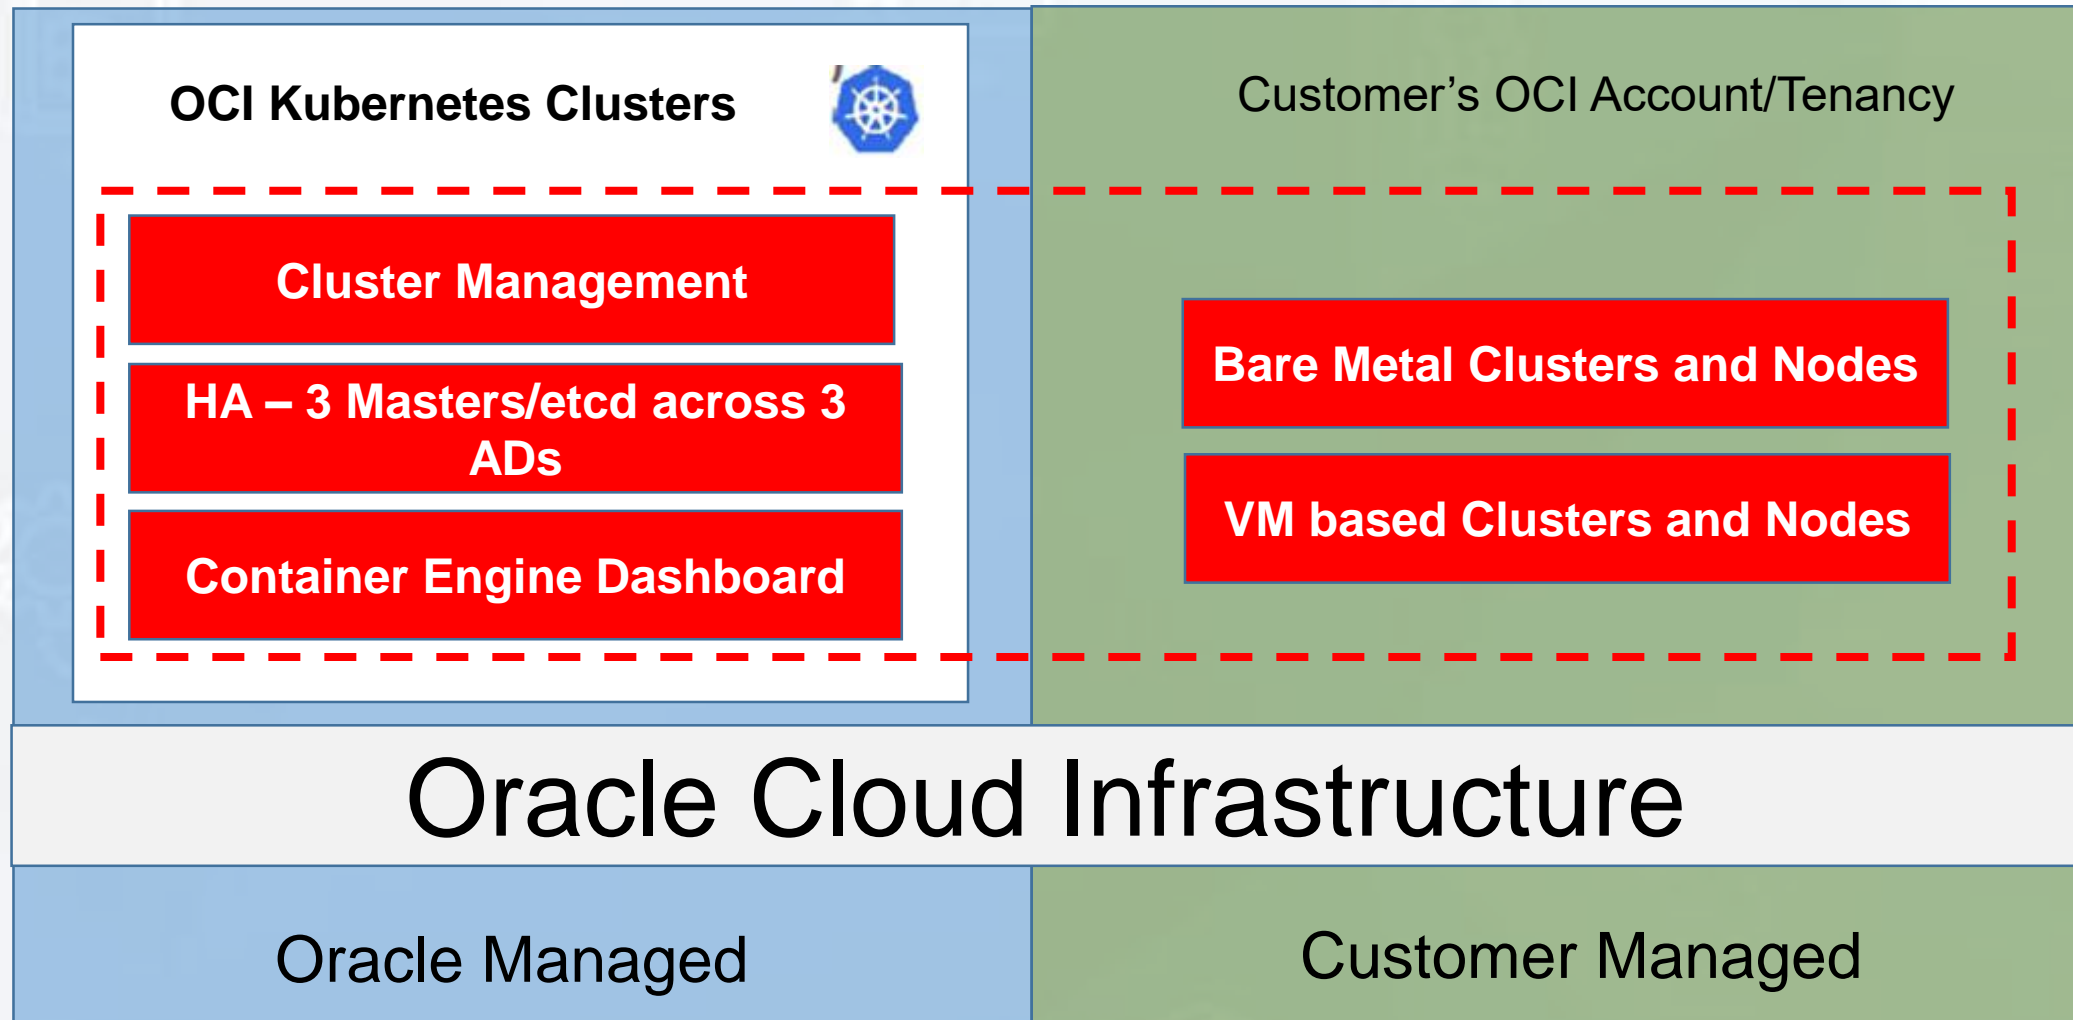 OCI Kubernetes Clusters
Customer’s OCI Account/Tenancy
Cluster Management
HA – 3 Masters/etcd across 3
ADs
Container Engine Dashboard
Bare Metal Clusters and Nodes
VM based Clusters and Nodes
Oracle Cloud Infrastructure
Oracle Managed
Customer Managed